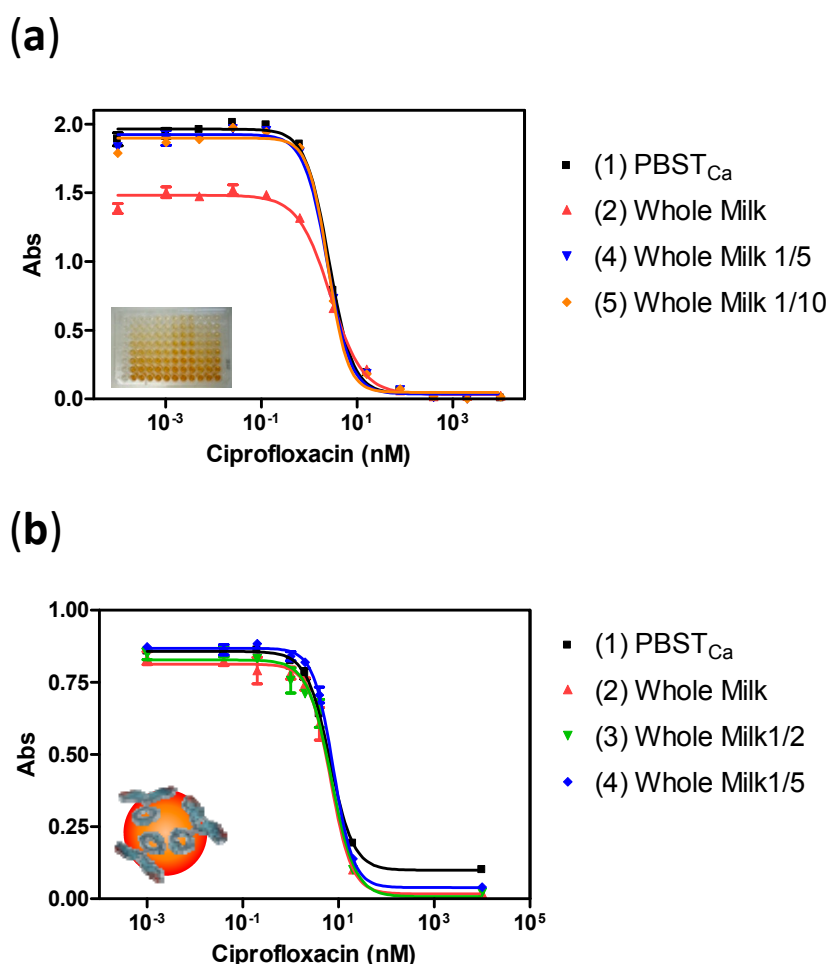 (a)
2.0
1.5
1.0
0.5
0.0
Abs
10-3
10-1
101
103
Ciprofloxacin (nM)
(1) PBSTCa
(2) Whole Milk
(4) Whole Milk 1/5
(5) Whole Milk 1/10
(b)
1.00
0.75
0.50
0.25
0.00
Abs
10-3
10-1
101
103
105
Ciprofloxacin (nM)
(1) PBSTCa
(2) Whole Milk
(3) Whole Milk1/2
(4) Whole Milk1/5